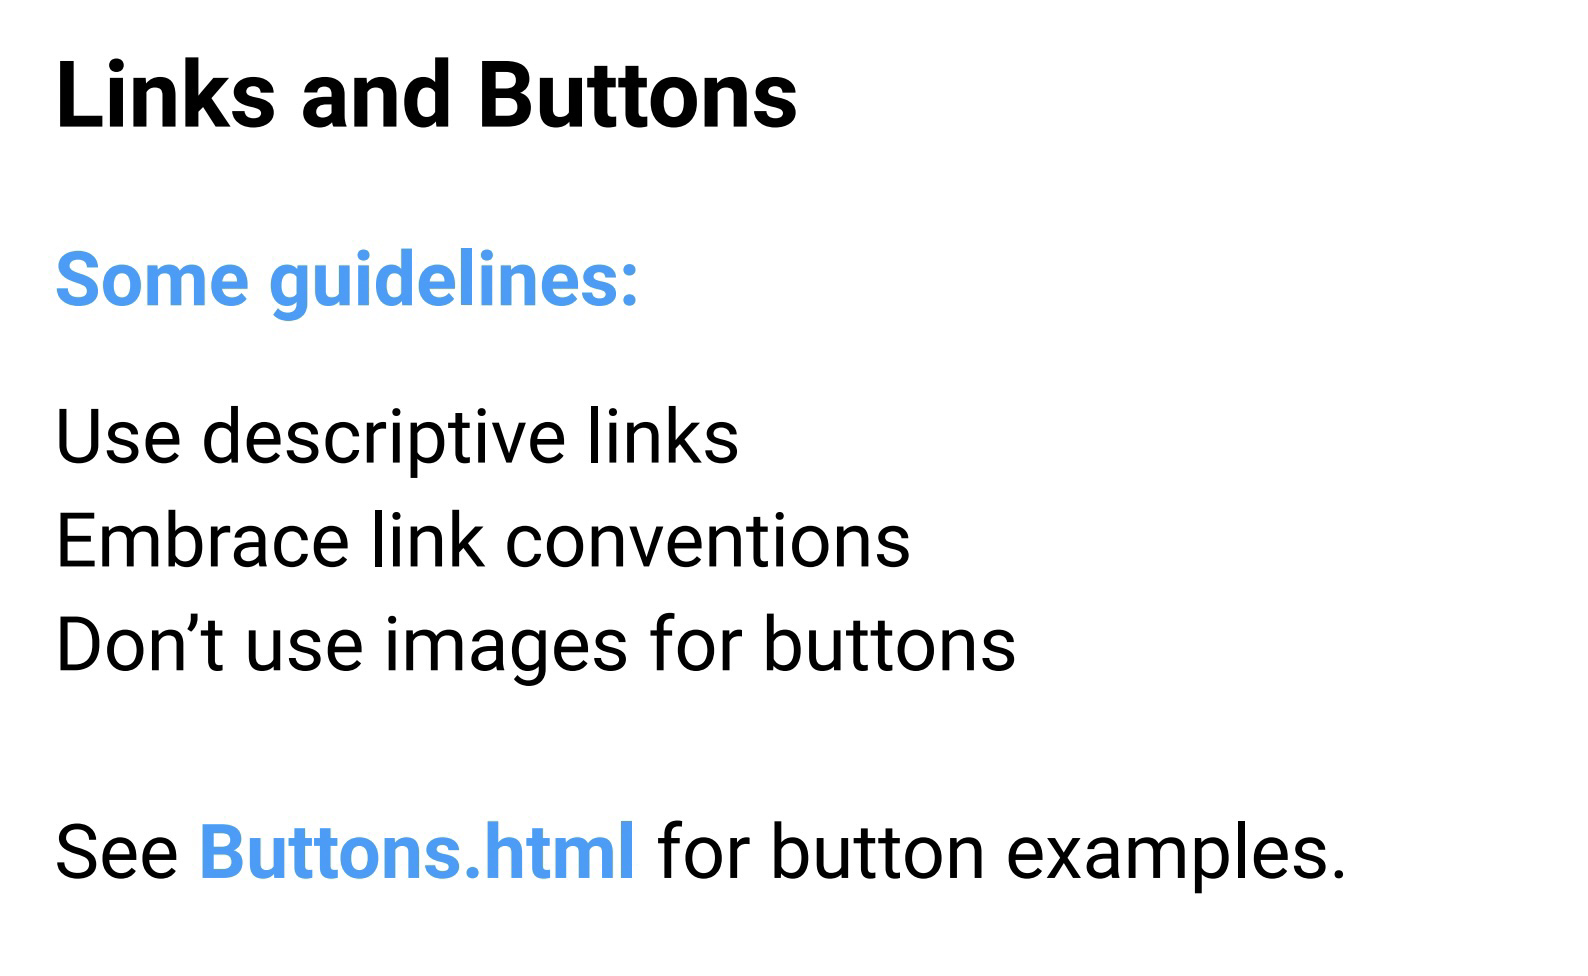 Links and Buttons
Some guidelines:
Use descriptive links
Embrace link conventions
Don’t use images for buttons
See Buttons.html for button examples.